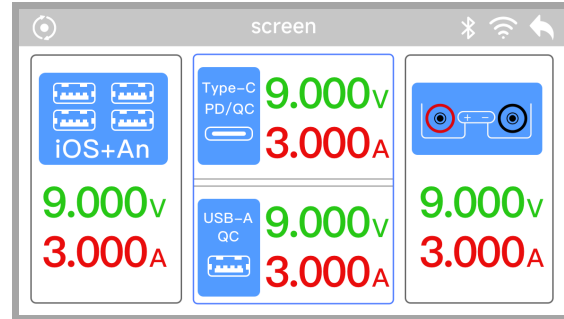 screen
iOS+An
9.000V
3.000A
Type-C
PD/QC
9.000V
3.000A
USB-A
QC
9.000V
3.000A
+ -
9.000V
3.000A